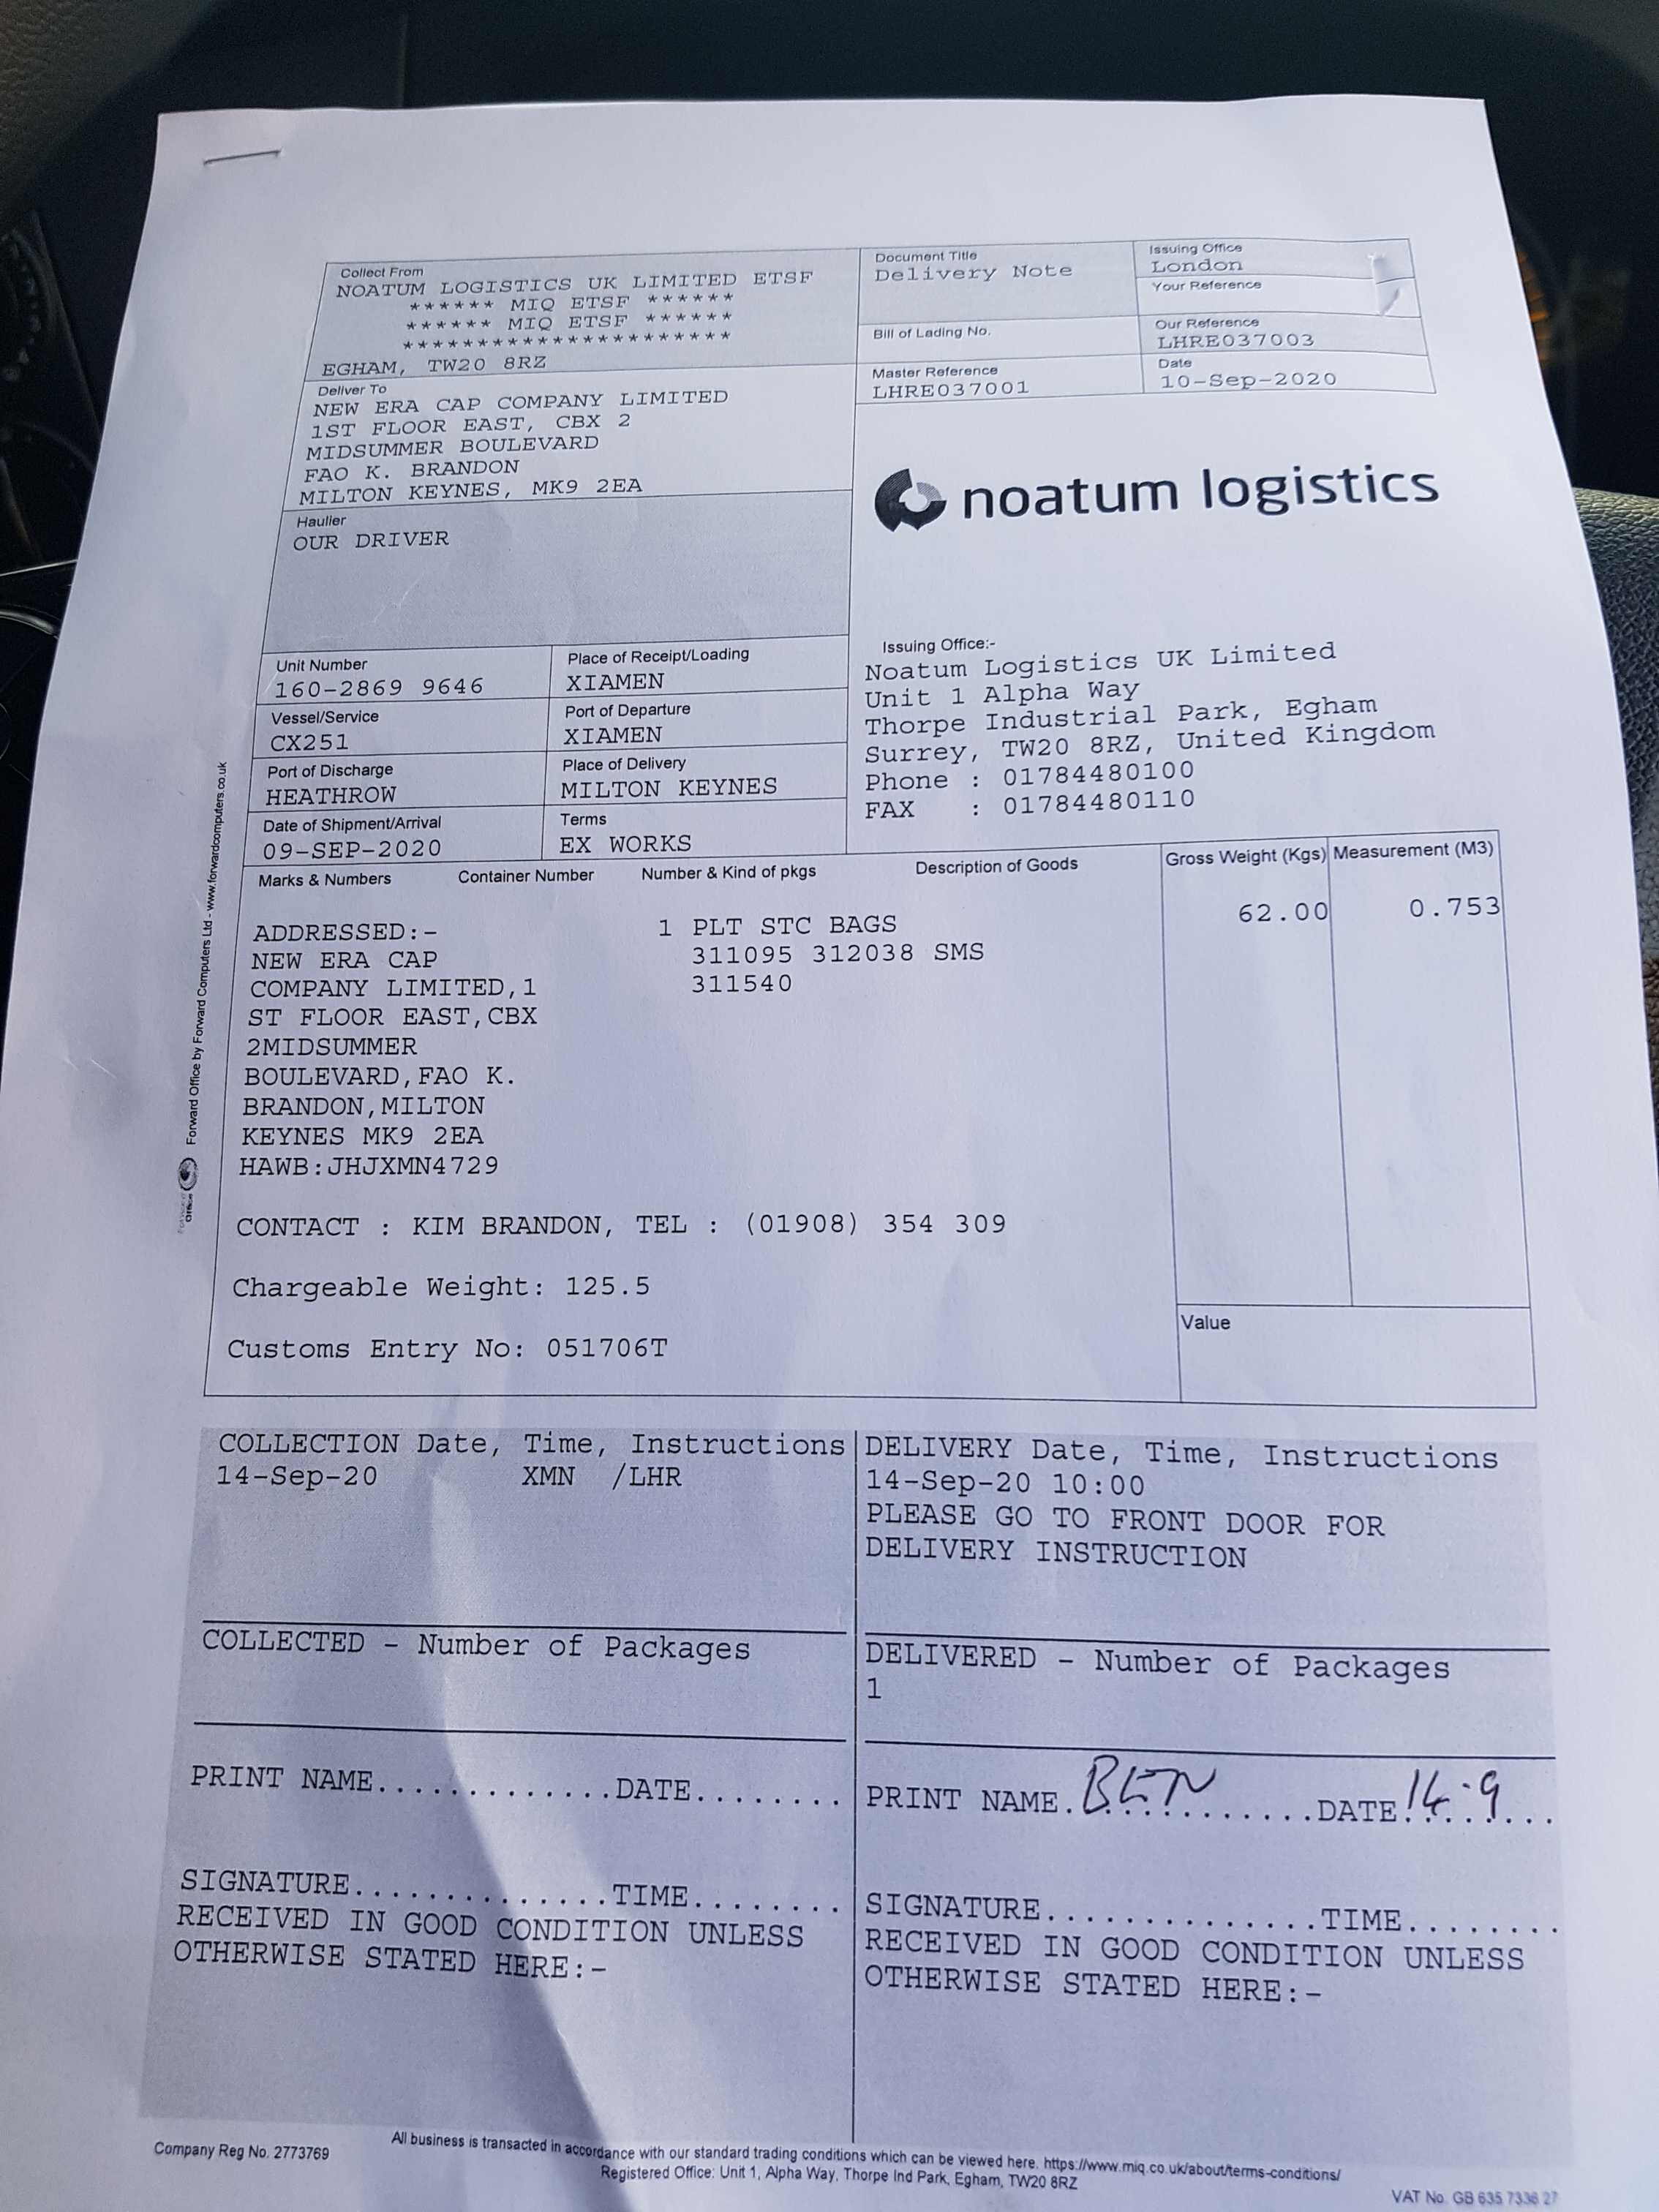 Collect From
NOATUM LOGISTICS UK LIMITED ETSF
****** MIQ ETSF ******
****** MIQ ETSF ******
**********************
EGHAM, TW20 8RZ
Document Title
Delivery Note
Issuing Office
London
Your Reference
Bill of Lading No.
Our Reference
LHRE037003
Master Reference
LHRE037001
Date
10-Sep-2020
Deliver To
NEW ERA CAP COMPANY LIMITED
1ST FLOOR EAST, CBX 2
MIDSUMMER BOULEVARD
FAO K. BRANDON
MILTON KEYNES, MK9 2EA
Haulier
OUR DRIVER
noatum logistics
Unit Number
160-2869 9646
Place of Receipt/Loading
XIAMEN
Vessel/Service
CX251
Port of Departure
XIAMEN
Port of Discharge
HEATHROW
Place of Delivery
MILTON KEYNES
Date of Shipment/Arrival
09-SEP-2020
Terms
EX WORKS
Issuing Office:-
Noatum Logistics UK Limited
Unit 1 Alpha Way
Thorpe Industrial Park, Egham
Surrey, TW20 8RZ, United Kingdom
Phone : 01784480100
FAX : 01784480110
Marks & Numbers Container Number Number & Kind of pkgs Description of Goods Gross Weight (Kgs) Measurement (M3)
ADDRESSED:- 1 PLT STC BAGS 62.00 0.753
NEW ERA CAP 311095 312038 SMS
COMPANY LIMITED,1 311540
ST FLOOR EAST,CBX
2MIDSUMMER
BOULEVARD,FAO K.
BRANDON,MILTON
KEYNES MK9 2EA
HAWB:JHJXMN4729
CONTACT : KIM BRANDON, TEL : (01908) 354 309
Chargeable Weight: 125.5
Customs Entry No: 051706T
Value
Forward Office by Forward Computers Ltd - www.forwardcomputers.co.uk
COLLECTION Date, Time, Instructions
14-Sep-20 XMN /LHR
DELIVERY Date, Time, Instructions
14-Sep-20 10:00
PLEASE GO TO FRONT DOOR FOR
DELIVERY INSTRUCTION
COLLECTED - Number of Packages
DELIVERED - Number of Packages
1
PRINT NAME.............DATE........
PRINT NAME. BEN ..........DATE 14.9
SIGNATURE..............TIME........
RECEIVED IN GOOD CONDITION UNLESS
OTHERWISE STATED HERE:-
SIGNATURE...............TIME........
RECEIVED IN GOOD CONDITION UNLESS
OTHERWISE STATED HERE:-
Company Reg No. 2773769
All business is transacted in accordance with our standard trading conditions which can be viewed here. https://www.miq.co.uk/about/terms-conditions/
Registered Office: Unit 1, Alpha Way, Thorpe Ind Park, Egham, TW20 8RZ
VAT No. GB 635 7336 27